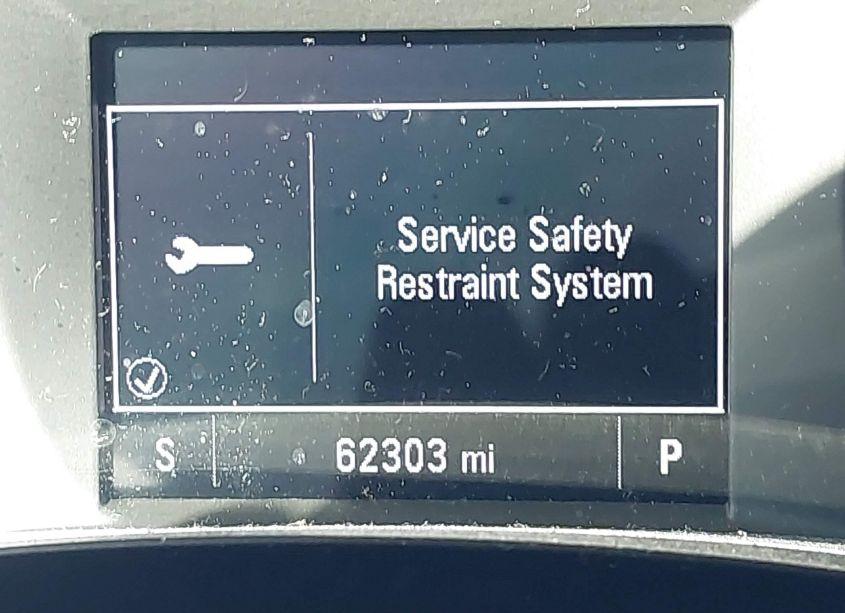 Service Safety
Restraint System
S 62303 mi P